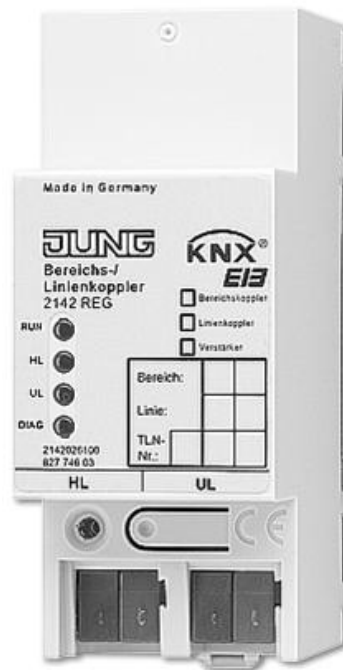 Made in Germany
JUNG
KNX®
EIB
Bereichs-/
Linienkoppler
2142 REG
Bereichskoppler
Linienkoppler
Verstärker
RUN
HL
UL
DIAG
Bereich:
Linie:
TLN-
Nr.:
827 746 03
HL UL
CE